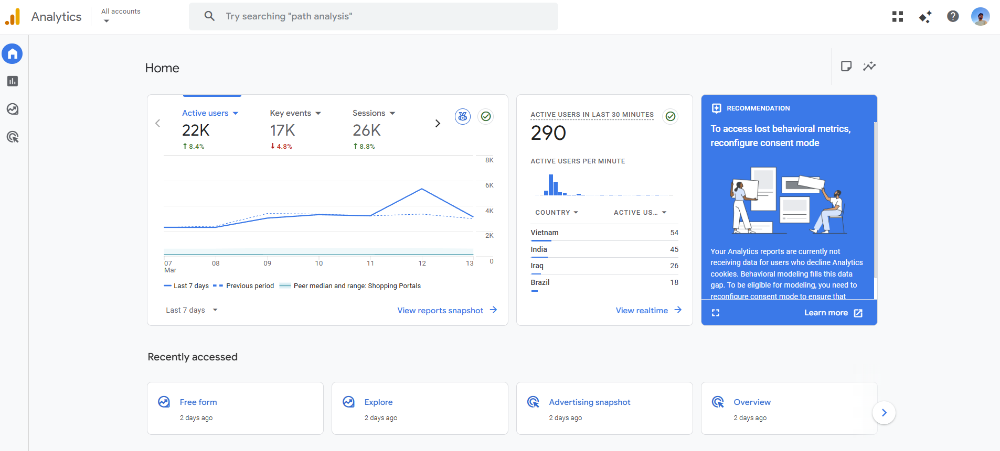 Analytics
All accounts
Try searching "path analysis"
Home
Active users
22K
8.4%
Key events
17K
4.8%
Sessions
26K
8.8%
8K
6K
4K
2K
0
07
Mar
08
09
10
11
12
13
Last 7 days
Previous period
Peer median and range: Shopping Portals
Last 7 days
View reports snapshot
ACTIVE USERS IN LAST 30 MINUTES
290
ACTIVE USERS PER MINUTE
COUNTRY
ACTIVE US...
Vietnam 54
India 45
Iraq 26
Brazil 18
View realtime
RECOMMENDATION
To access lost behavioral metrics,
reconfigure consent mode
Your Analytics reports are currently not
receiving data for users who decline Analytics
cookies. Behavioral modeling fills this data
gap. To be eligible for modeling, you need to
reconfigure consent mode to ensure that
Learn more
Recently accessed
Free form
2 days ago
Explore
2 days ago
Advertising snapshot
2 days ago
Overview
2 days ago